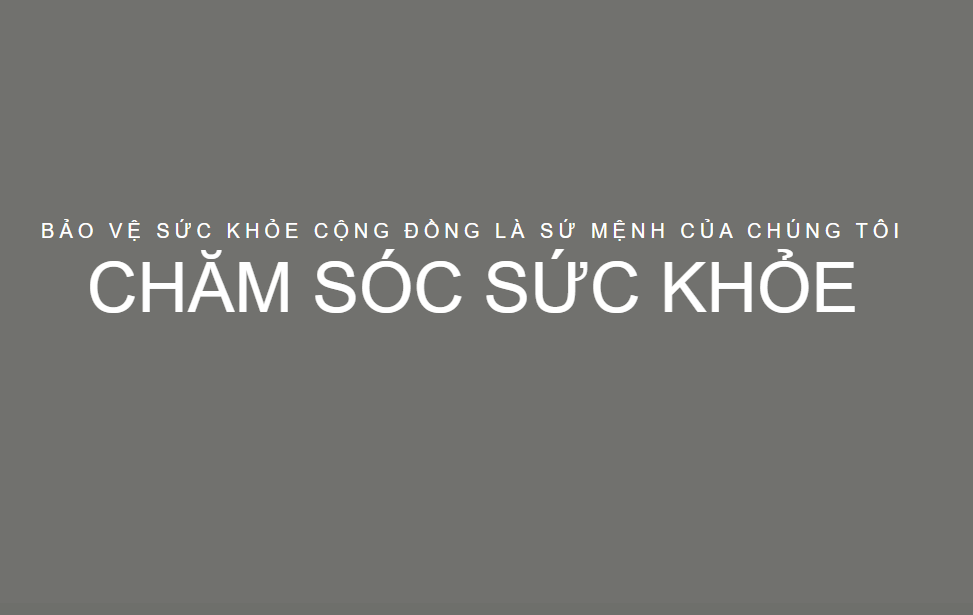 BẢO VỆ SỨC KHỎE CỘNG ĐỒNG LÀ SỨ MỆNH CỦA CHÚNG TÔI
CHĂM SÓC SỨC KHỎE